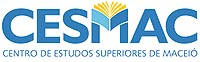 CESMAC
CENTRO DE ESTUDOS SUPERIORES DE MACEIÓ